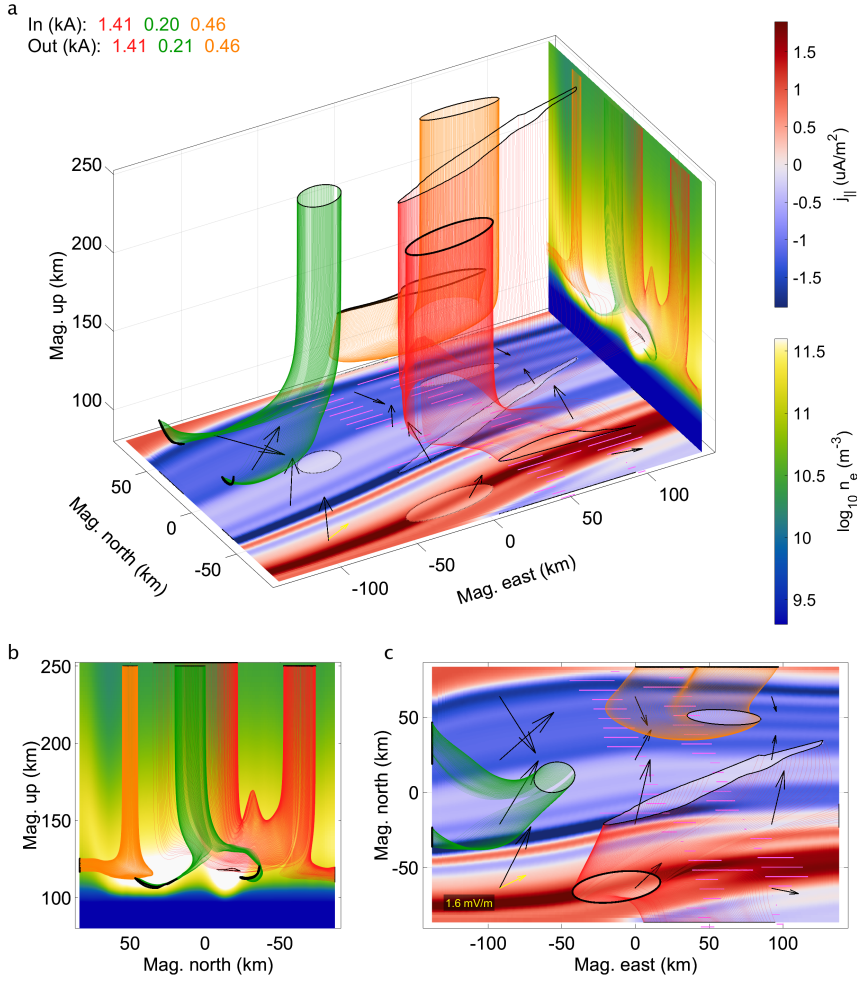 a
In (kA): 1.41 0.20 0.46
Out (kA): 1.41 0.21 0.46
250
200
150
100
Mag. up (km)
50
0
-50
Mag. north (km)
-100
-50
0
50
100
Mag. east (km)
1.5
1
0.5
0
-0.5
-1
-1.5
j|| (uA/m2)
11.5
11
10.5
10
9.5
log10 ne (m-3)
b
250
200
150
100
Mag. up (km)
50 0 -50
Mag. north (km)
c
50
0
-50
Mag. north (km)
1.6 mV/m
-100 -50 0 50 100
Mag. east (km)